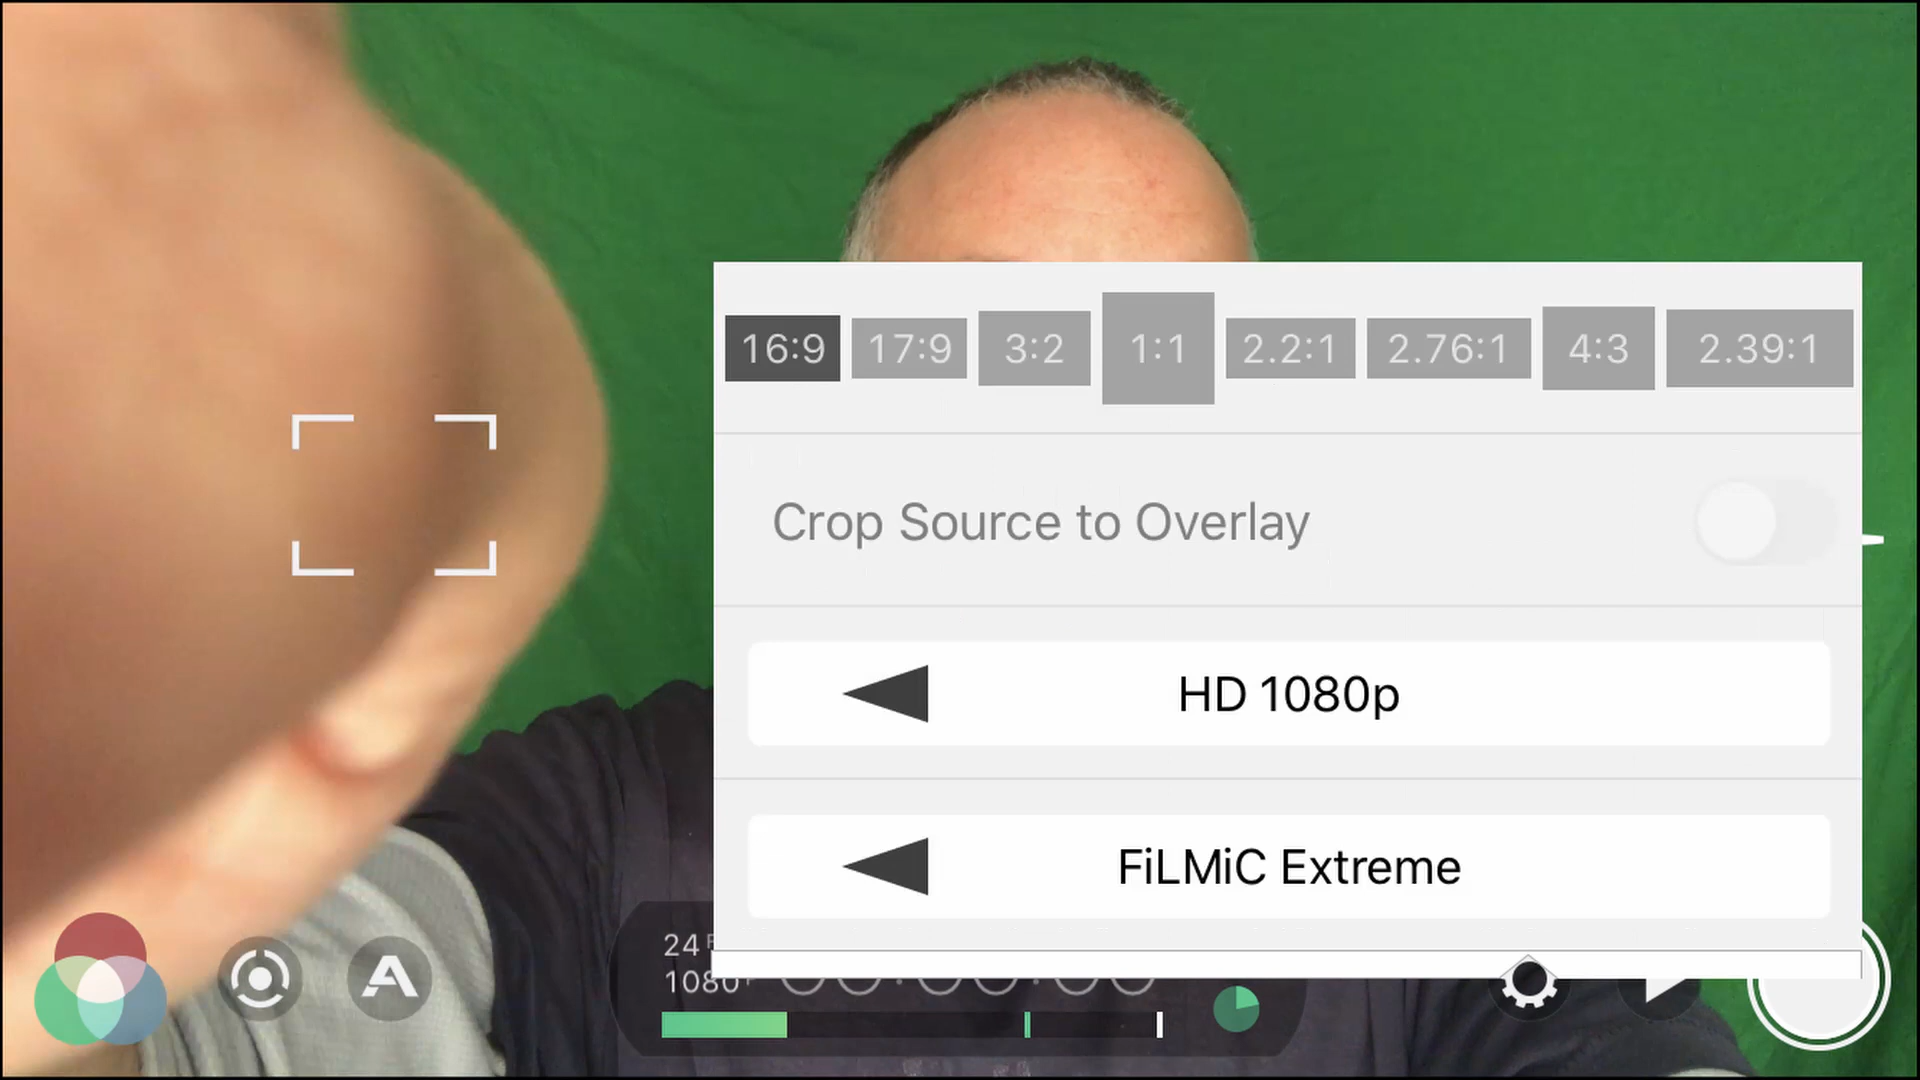 16:9 17:9 3:2 1:1 2.2:1 2.76:1 4:3 2.39:1
Crop Source to Overlay
HD 1080p
FiLMiC Extreme
24
1080